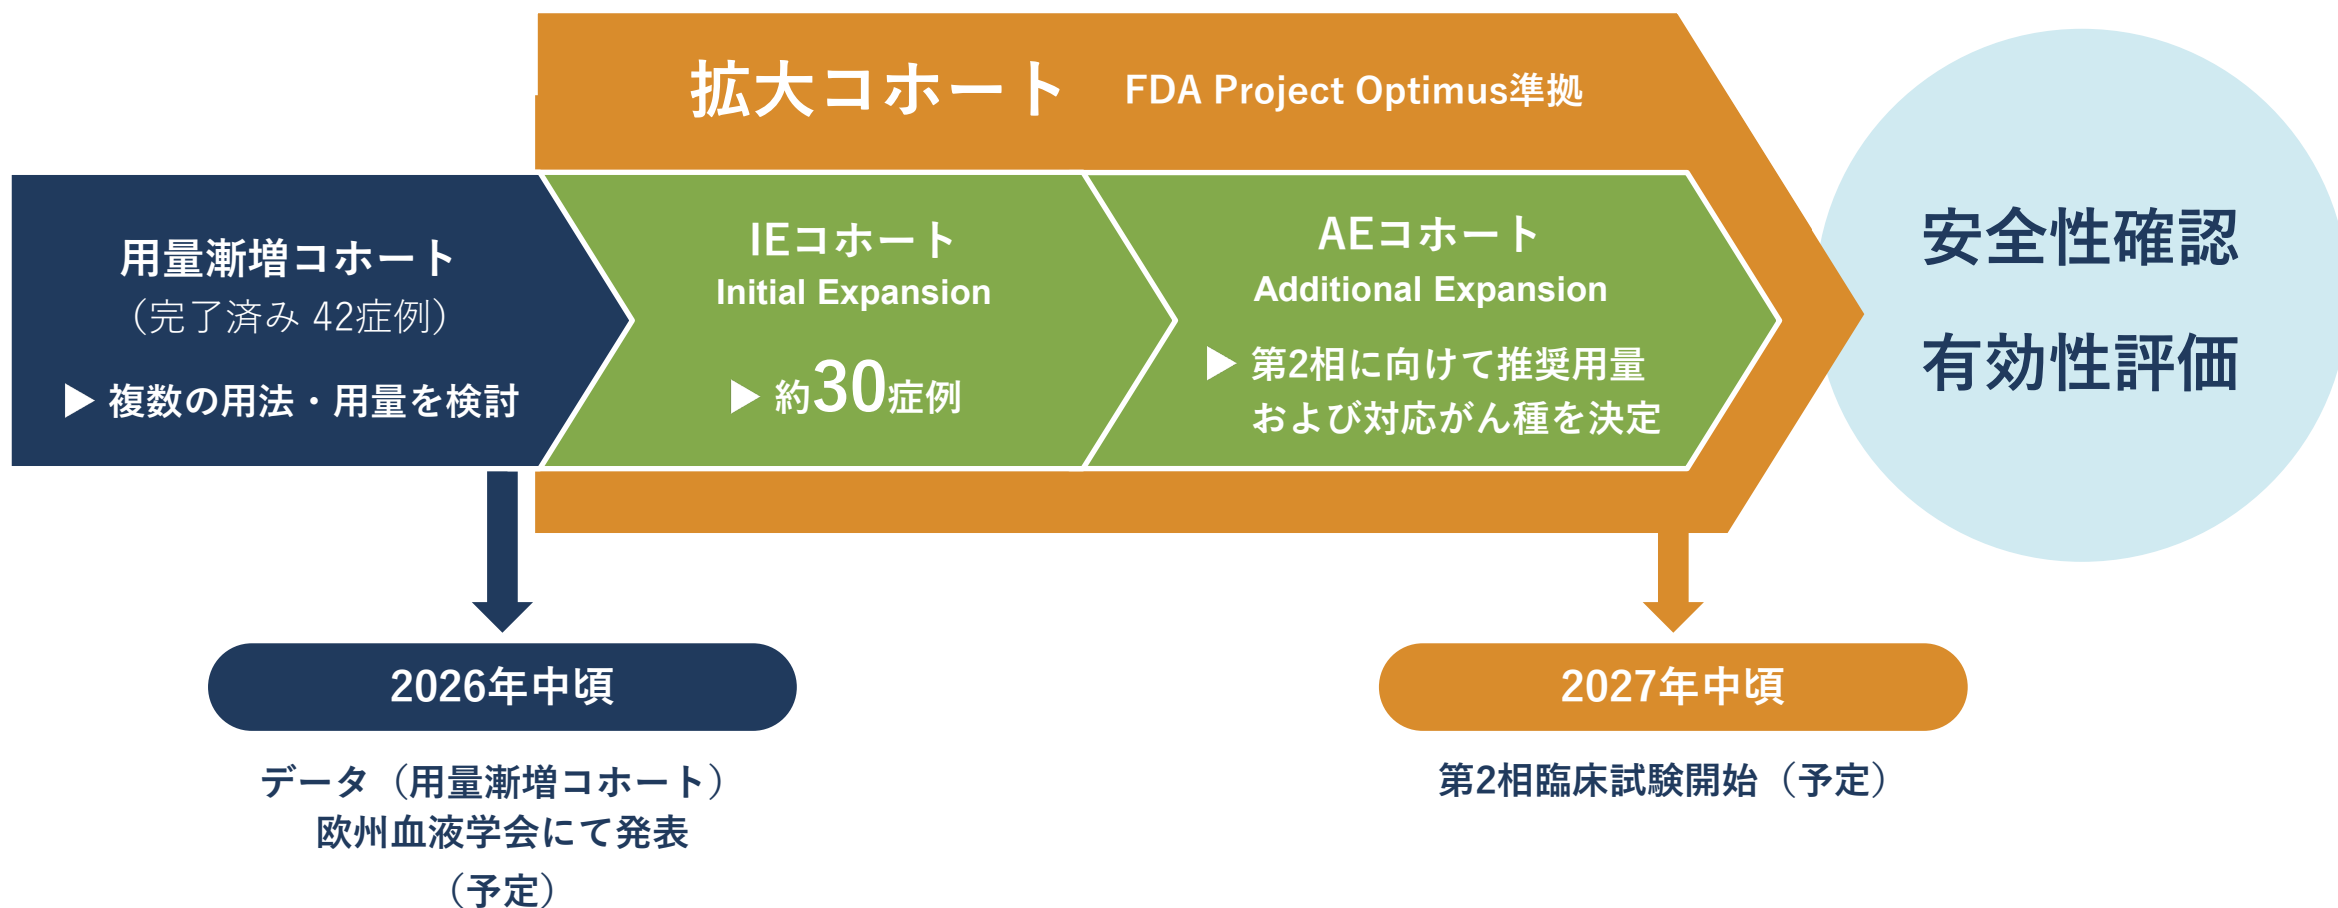 拡大コホート FDA Project Optimus準拠
用量漸増コホート
（完了済み 42症例）
▶ 複数の用法・用量を検討
IEコホート
Initial Expansion
▶ 約30症例
AEコホート
Additional Expansion
▶ 第2相に向けて推奨用量
および対応がん種を決定
安全性確認
有効性評価
2026年中頃
データ（用量漸増コホート）
欧州血液学会にて発表
（予定）
2027年中頃
第2相臨床試験開始（予定）